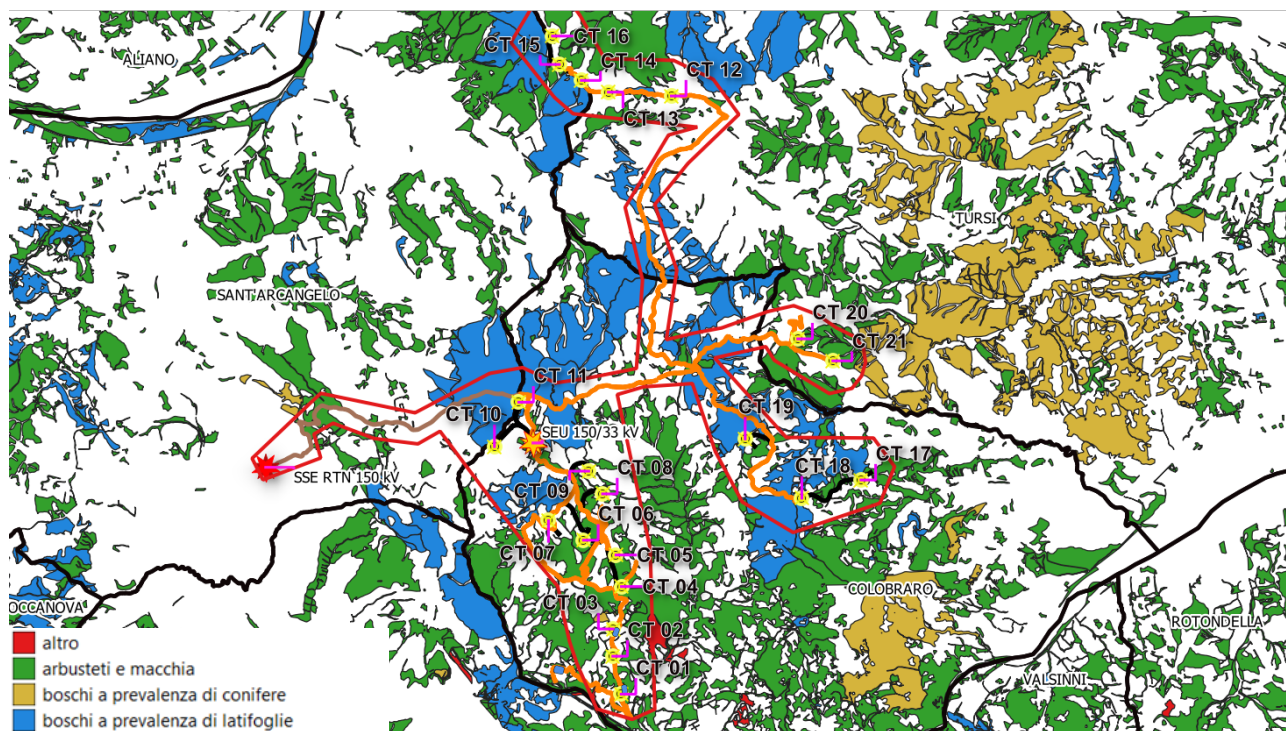 CT 15
CT 16
ALIANO
CT 14
CT 12
CT 13
TURSI
SANT'ARCANGELO
CT 20
CT 21
CT 11
CT 10
CT 19
SEU 150/33 kV
SSE RTN 150 kV
CT 08
CT 17
CT 18
CT 09
CT 06
CT 07
CT 05
CT 04
COLOBRARO
CT 03
OCCANOVA
ROTONDELLA
CT 02
CT 01
VALSINNI
altro
arbusteti e macchia
boschi a prevalenza di conifere
boschi a prevalenza di latifoglie